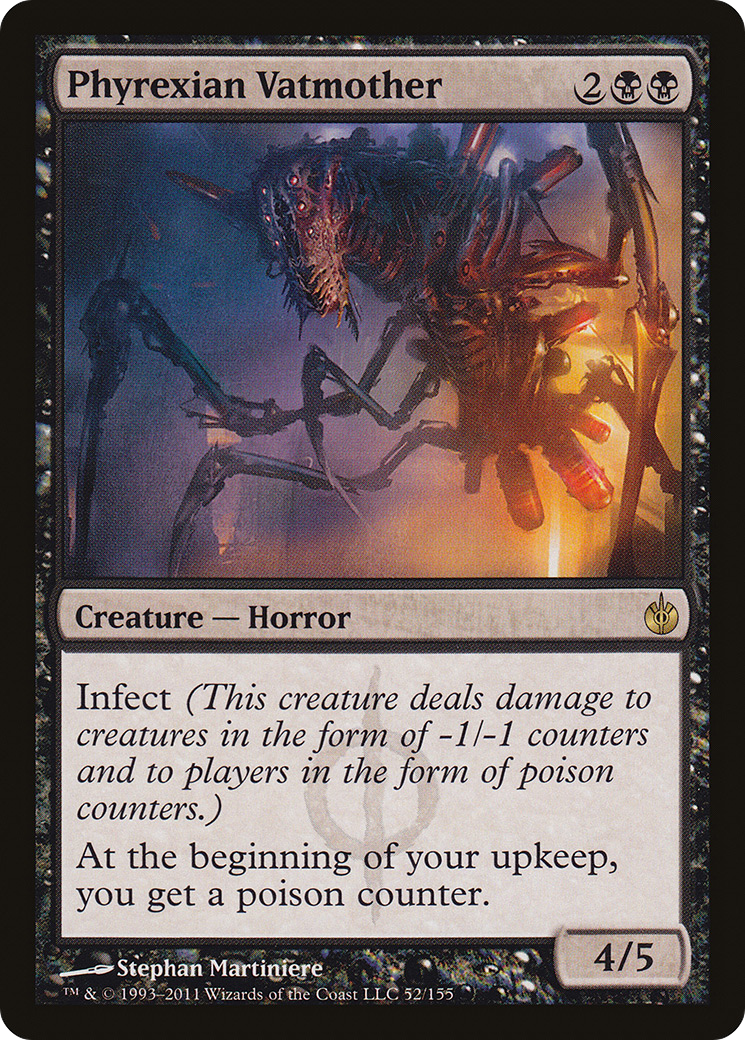 Phyrexian Vatmother 2
Creature — Horror
Infect (This creature deals damage to
creatures in the form of -1/-1 counters
and to players in the form of poison
counters.)
At the beginning of your upkeep,
you get a poison counter.
4/5
Stephan Martiniere
™ & © 1993–2011 Wizards of the Coast LLC 52/155